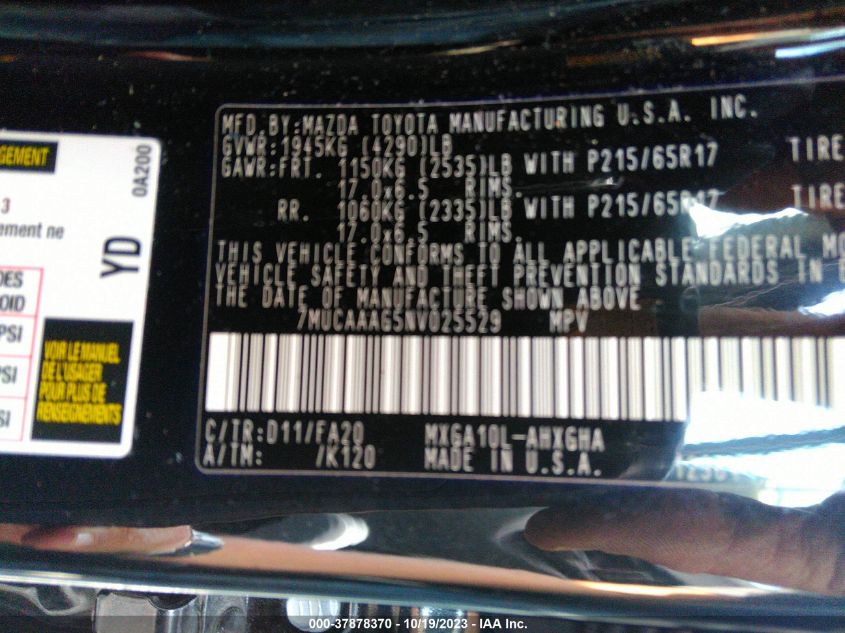 MFD.BY:MAZDA TOYOTA MANUFACTURING U.S.A. INC.
GVWR:1945KG (4290)LB
GAWR:FRT. 1150KG (2535)LB WITH P215/65R17 TIRE
17.0x6.5 RIMS.
RR. 1060KG (2335)LB WITH P215/65R17 TIRE
17.0x6.5 RIMS.
THIS VEHICLE CONFORMS TO ALL APPLICABLE FEDERAL MO
VEHICLE SAFETY AND THEFT PREVENTION STANDARDS IN
THE DATE OF MANUFACTURE SHOWN ABOVE
7MUCAAAG5NV025529 MPV
C/TR:D11/FA20 MXGA10L-AHXGHA
A/TM: /K120 MADE IN U.S.A.
GEMENT
0A200
3
ement ne
YD
DES
OID
PSI
PSI
SI
VOIR LE MANUEL
DE L'USAGER
POUR PLUS DE
RENSEIGNEMENTS
000-37878370 - 10/19/2023 - IAA Inc.